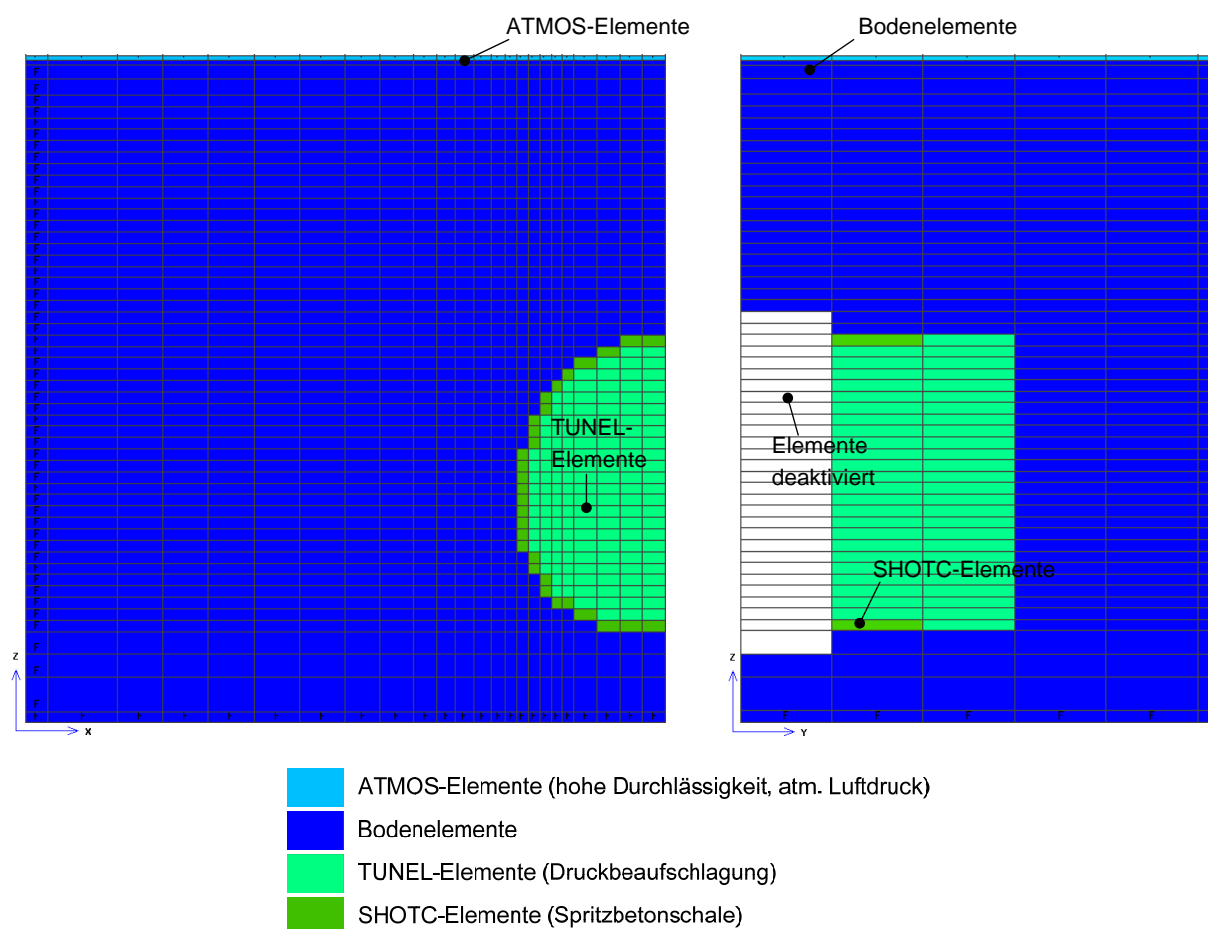 ATMOS-Elemente
Bodenelemente
TUNEL-
Elemente
Elemente
deaktiviert
SHOTC-Elemente
Z
X
Z
Y
ATMOS-Elemente (hohe Durchlässigkeit, atm. Luftdruck)
Bodenelemente
TUNEL-Elemente (Druckbeaufschlagung)
SHOTC-Elemente (Spritzbetonschale)